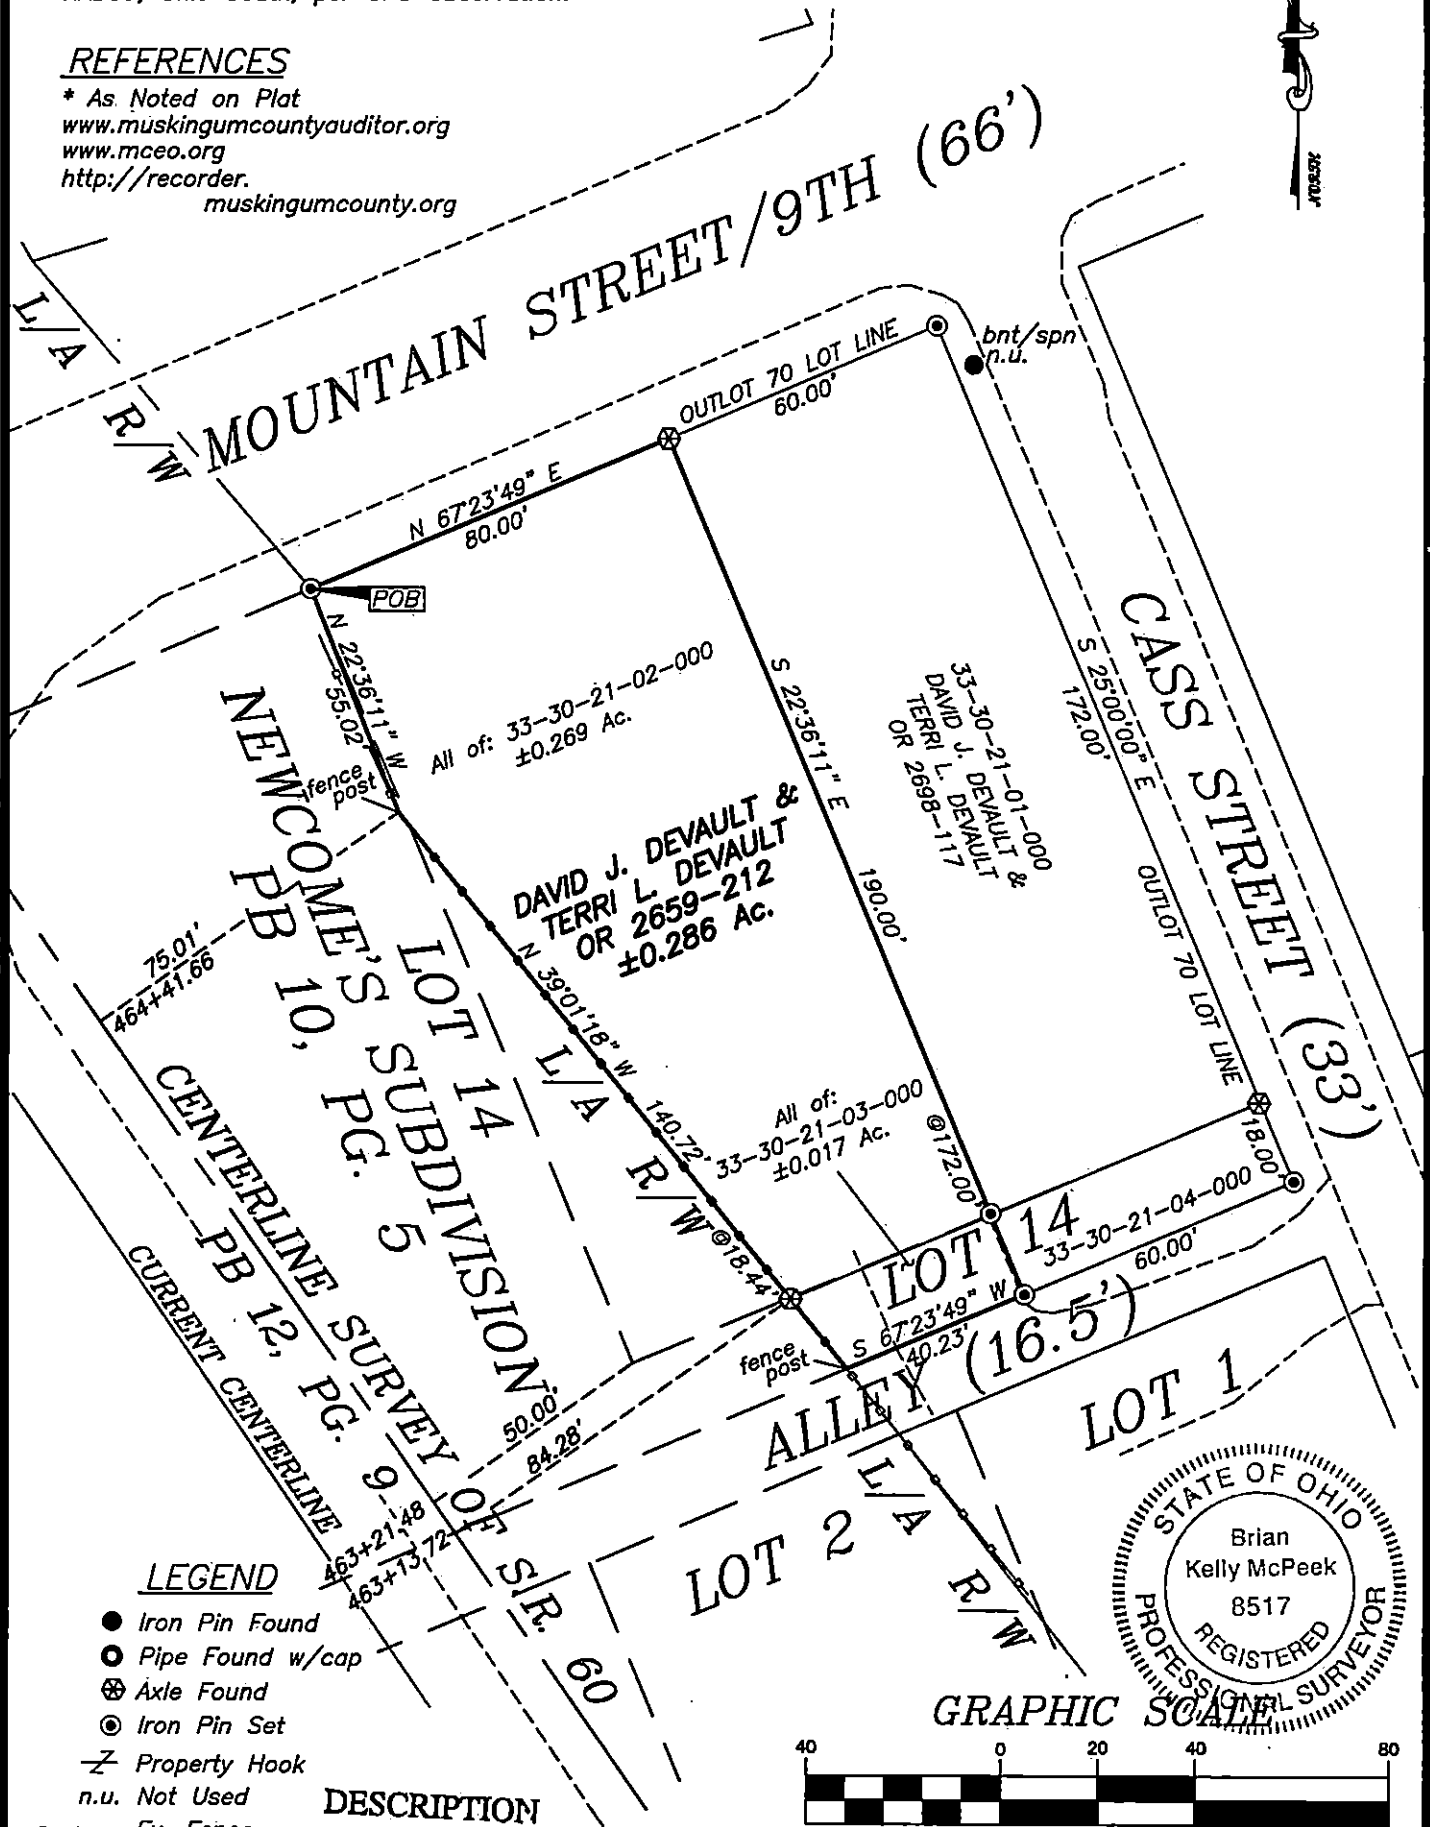 REFERENCES
* As Noted on Plat
www.muskingumcountyauditor.org
www.mceo.org
http://recorder.
muskingumcounty.org
MOUNTAIN STREET/9TH (66')
L/A
R/W
OUTLOT 70 LOT LINE
60.00'
bnt/spn
n.u.
N 67°23'49" E
80.00'
POB
N 22°36'11" W
55.02'
fence
post
All of: 33-30-21-02-000
±0.269 Ac.
S 22°36'11" E
190.00'
@172.00'
33-30-21-01-000
DAVID J. DEVAULT &
TERRI L. DEVAULT
OR 2698-117
S 25°00'00" E
172.00'
CASS STREET (33')
OUTLOT 70 LOT LINE
18.00'
DAVID J. DEVAULT &
TERRI L. DEVAULT
OR 2659-212
±0.286 Ac.
LOT 14
NEWCOME'S SUBDIVISION
PB 10, PG. 5
75.01'
464+41.66
N 39°01'18" W
140.72'
L/A
R/W
@18.44'
All of:
33-30-21-03-000
±0.017 Ac.
LOT 14
33-30-21-04-000
60.00'
S 67°23'49" W
40.23'
fence
post
ALLEY (16.5')
CENTERLINE SURVEY OF S.R. 60
PB 12, PG. 9
CURRENT CENTERLINE
50.00'
84.28'
463+21.48
463+13.72
LOT 1
LOT 2
L/A
R/W
STATE OF OHIO
Brian
Kelly McPeek
8517
REGISTERED
PROFESSIONAL SURVEYOR
LEGEND
Iron Pin Found
Pipe Found w/cap
Axle Found
Iron Pin Set
Property Hook
n.u. Not Used
DESCRIPTION
GRAPHIC SCALE
40 0 20 40 80